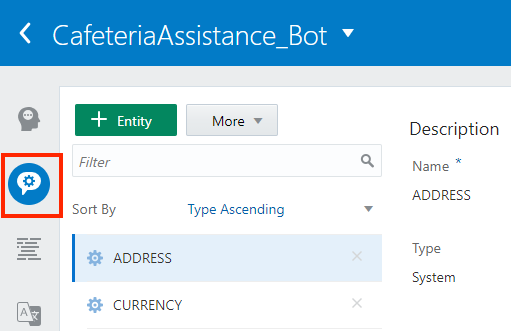 CafeteriaAssistance_Bot
+ Entity
More
Description
Filter
Name *
Sort By
Type Ascending
ADDRESS
ADDRESS
Type
System
CURRENCY